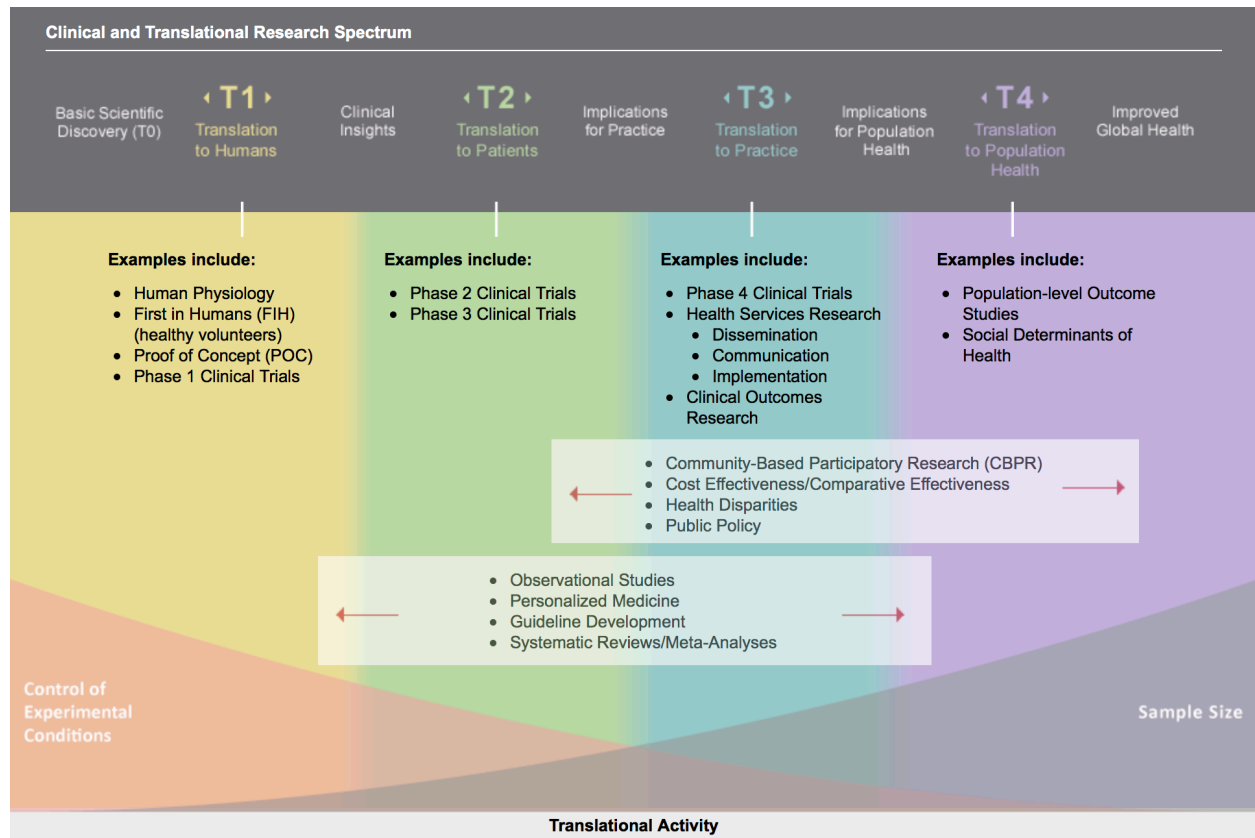 Clinical and Translational Research Spectrum
Basic Scientific
Discovery (T0)
T1
Translation
to Humans
Clinical
Insights
T2
Translation
to Patients
Implications
for Practice
T3
Translation
to Practice
Implications
for Population
Health
T4
Translation
to Population
Health
Improved
Global Health
Examples include:
• Human Physiology
• First in Humans (FIH)
(healthy volunteers)
• Proof of Concept (POC)
• Phase 1 Clinical Trials
Examples include:
• Phase 2 Clinical Trials
• Phase 3 Clinical Trials
Examples include:
• Phase 4 Clinical Trials
• Health Services Research
• Dissemination
• Communication
• Implementation
• Clinical Outcomes
Research
Examples include:
• Population-level Outcome
Studies
• Social Determinants of
Health
• Community-Based Participatory Research (CBPR)
• Cost Effectiveness/Comparative Effectiveness
• Health Disparities
• Public Policy
• Observational Studies
• Personalized Medicine
• Guideline Development
• Systematic Reviews/Meta-Analyses
Control of
Experimental
Conditions
Sample Size
Translational Activity